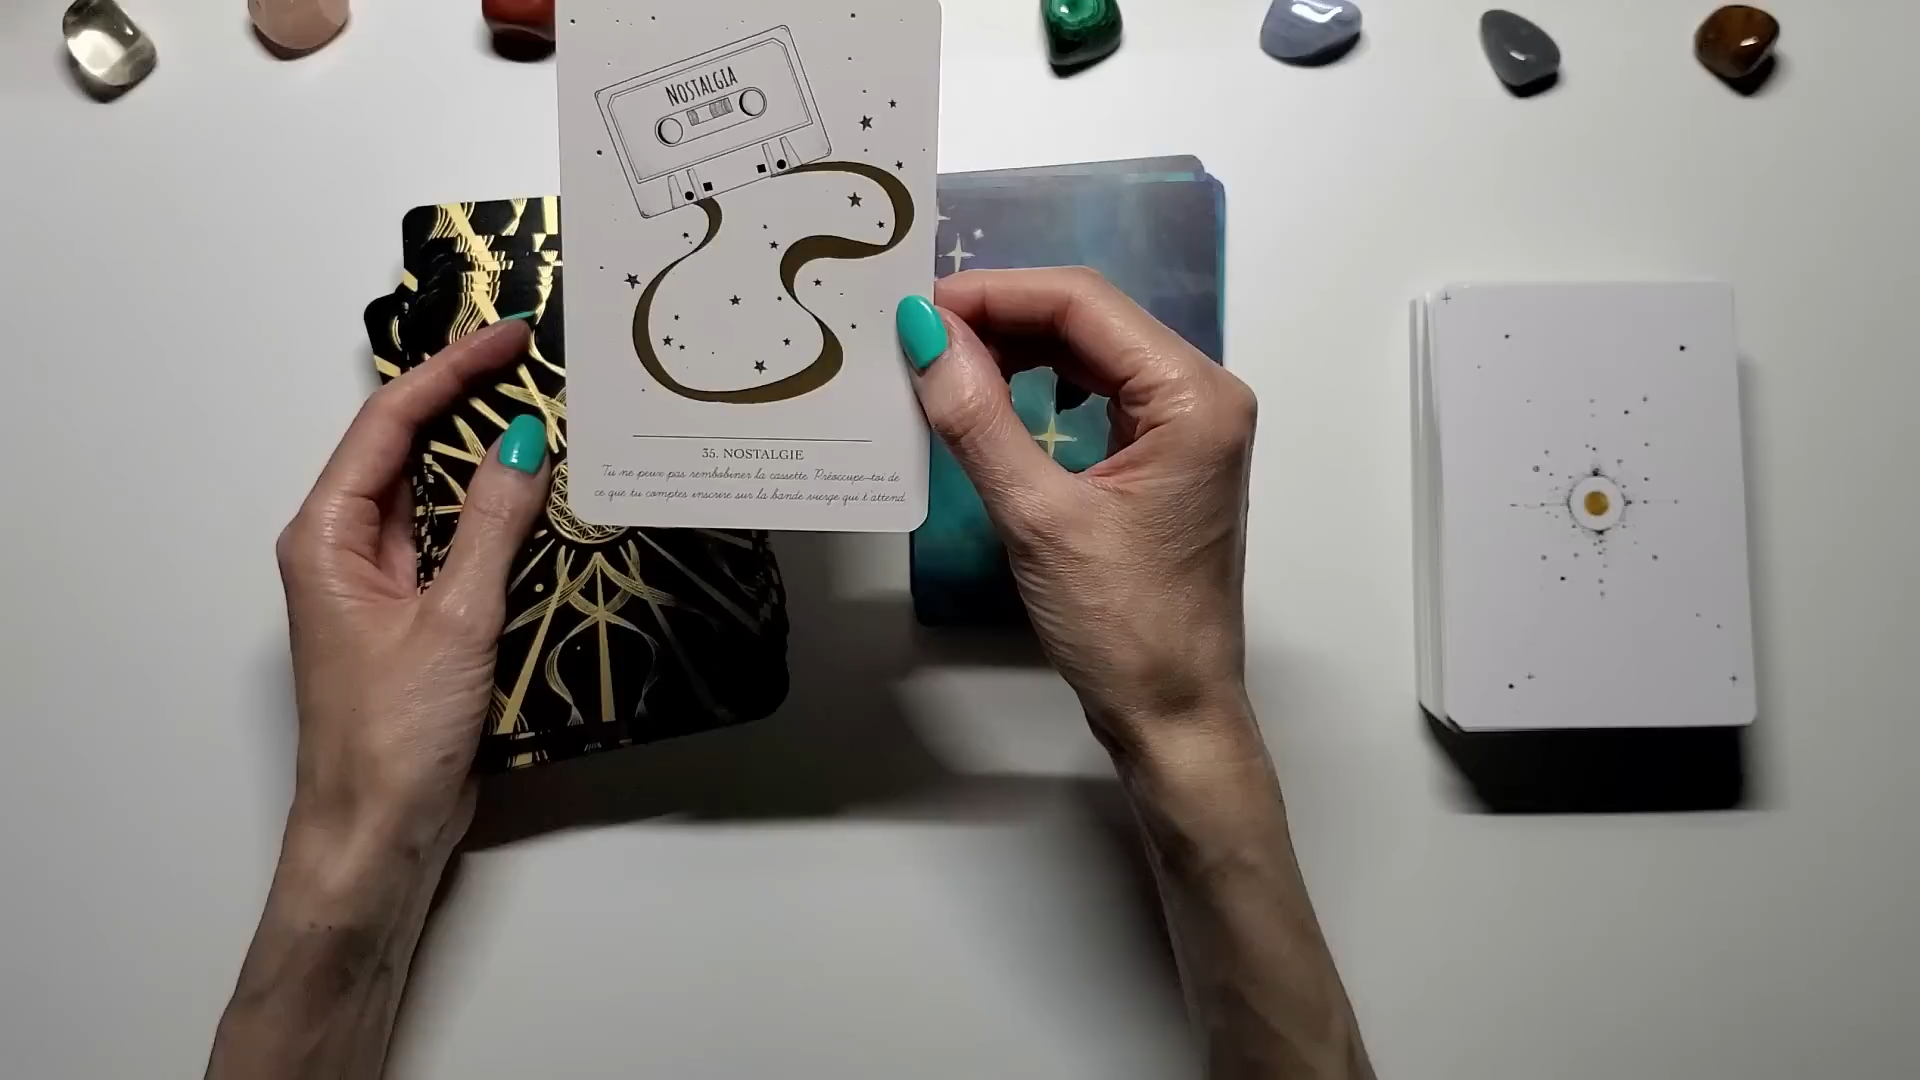 NOSTALGIA
35. NOSTALGIE
Tu ne peux pas rembobiner la cassette. Préoccupe-toi de
ce que tu comptes inscrire sur la bande vierge qui t'attend.